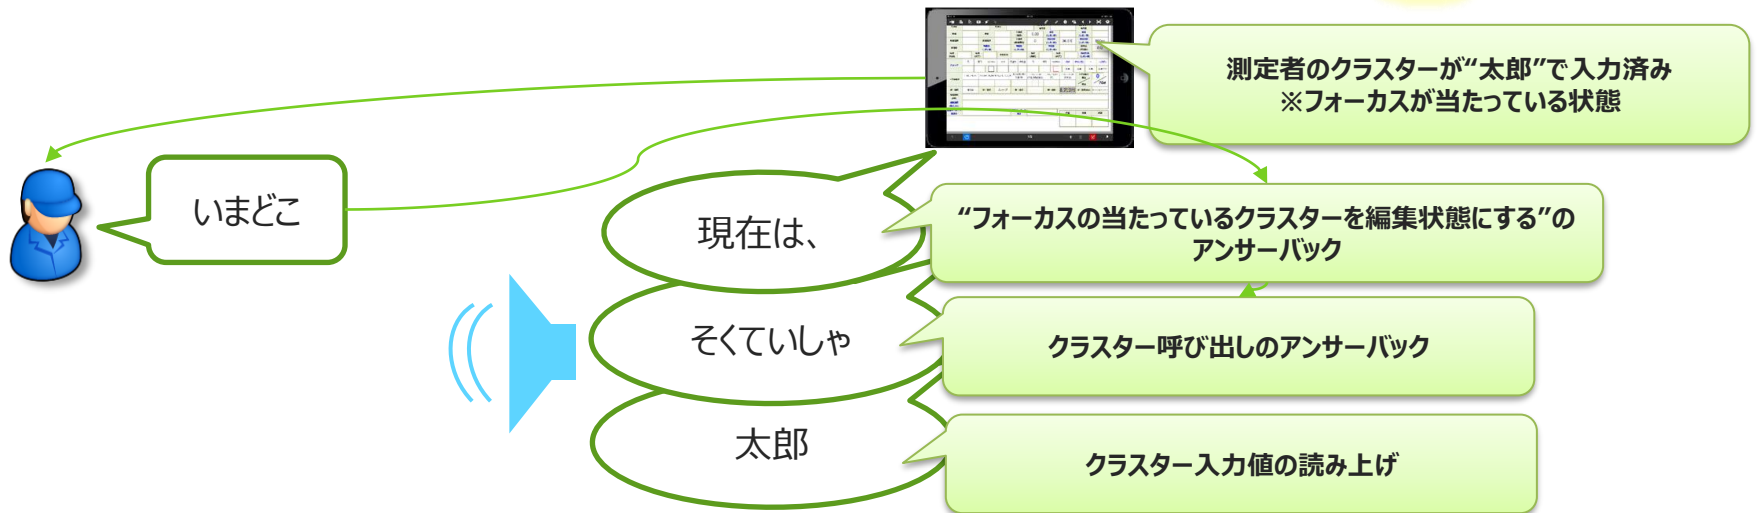 測定者のクラスターが“太郎”で入力済み
※フォーカスが当たっている状態
いまどこ
現在は、
“フォーカスの当たっているクラスターを編集状態にする”の
アンサーバック
そくていしゃ
クラスター呼び出しのアンサーバック
太郎
クラスター入力値の読み上げ